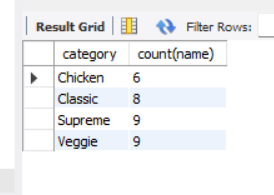 Result Grid Filter Rows:
category count(name)
Chicken 6
Classic 8
Supreme 9
Veggie 9